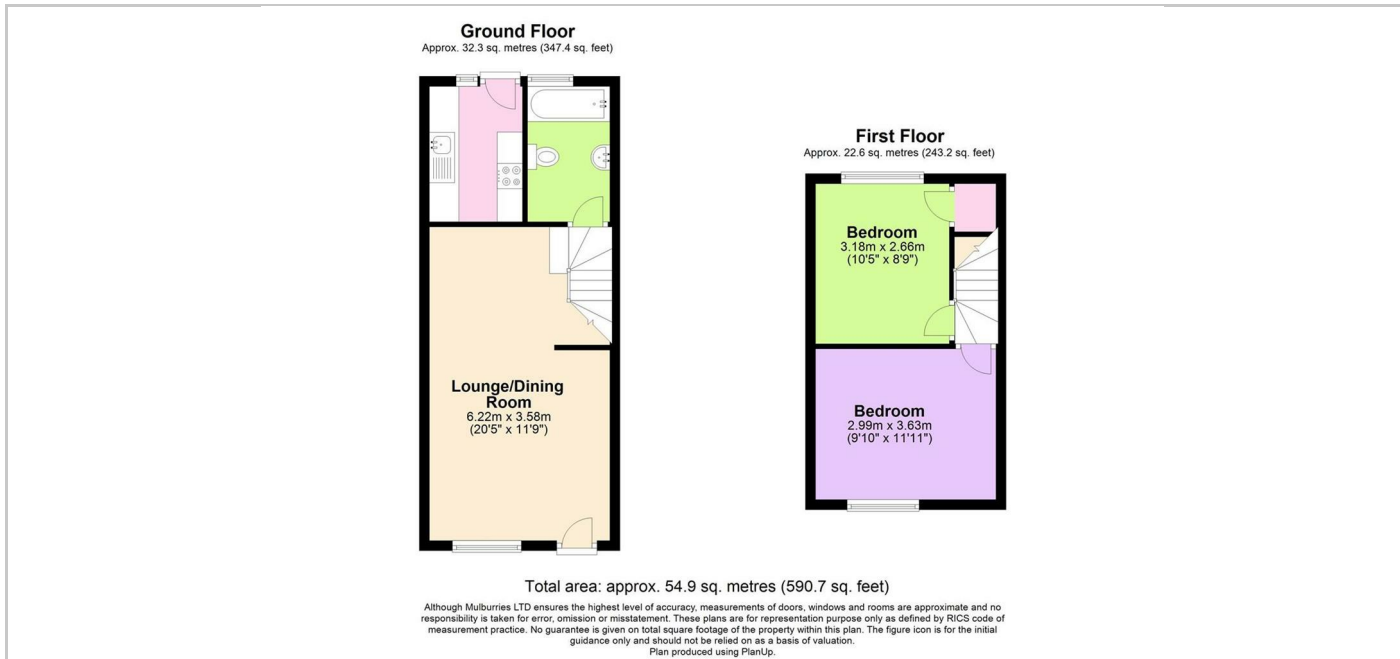 Ground Floor
Approx. 32.3 sq. metres (347.4 sq. feet)
First Floor
Approx. 22.6 sq. metres (243.2 sq. feet)
Bedroom
3.18m x 2.66m
(10'5" x 8'9")
Lounge/Dining
Room
6.22m x 3.58m
(20'5" x 11'9")
Bedroom
2.99m x 3.63m
(9'10" x 11'11")
Total area: approx. 54.9 sq. metres (590.7 sq. feet)
Although Mulburries LTD ensures the highest level of accuracy, measurements of doors, windows and rooms are approximate and no
responsibility is taken for error, omission or misstatement. These plans are for representation purpose only as defined by RICS code of
measurement practice. No guarantee is given on total square footage of the property within this plan. The figure icon is for the initial
guidance only and should not be relied on as a basis of valuation.
Plan produced using PlanUp.